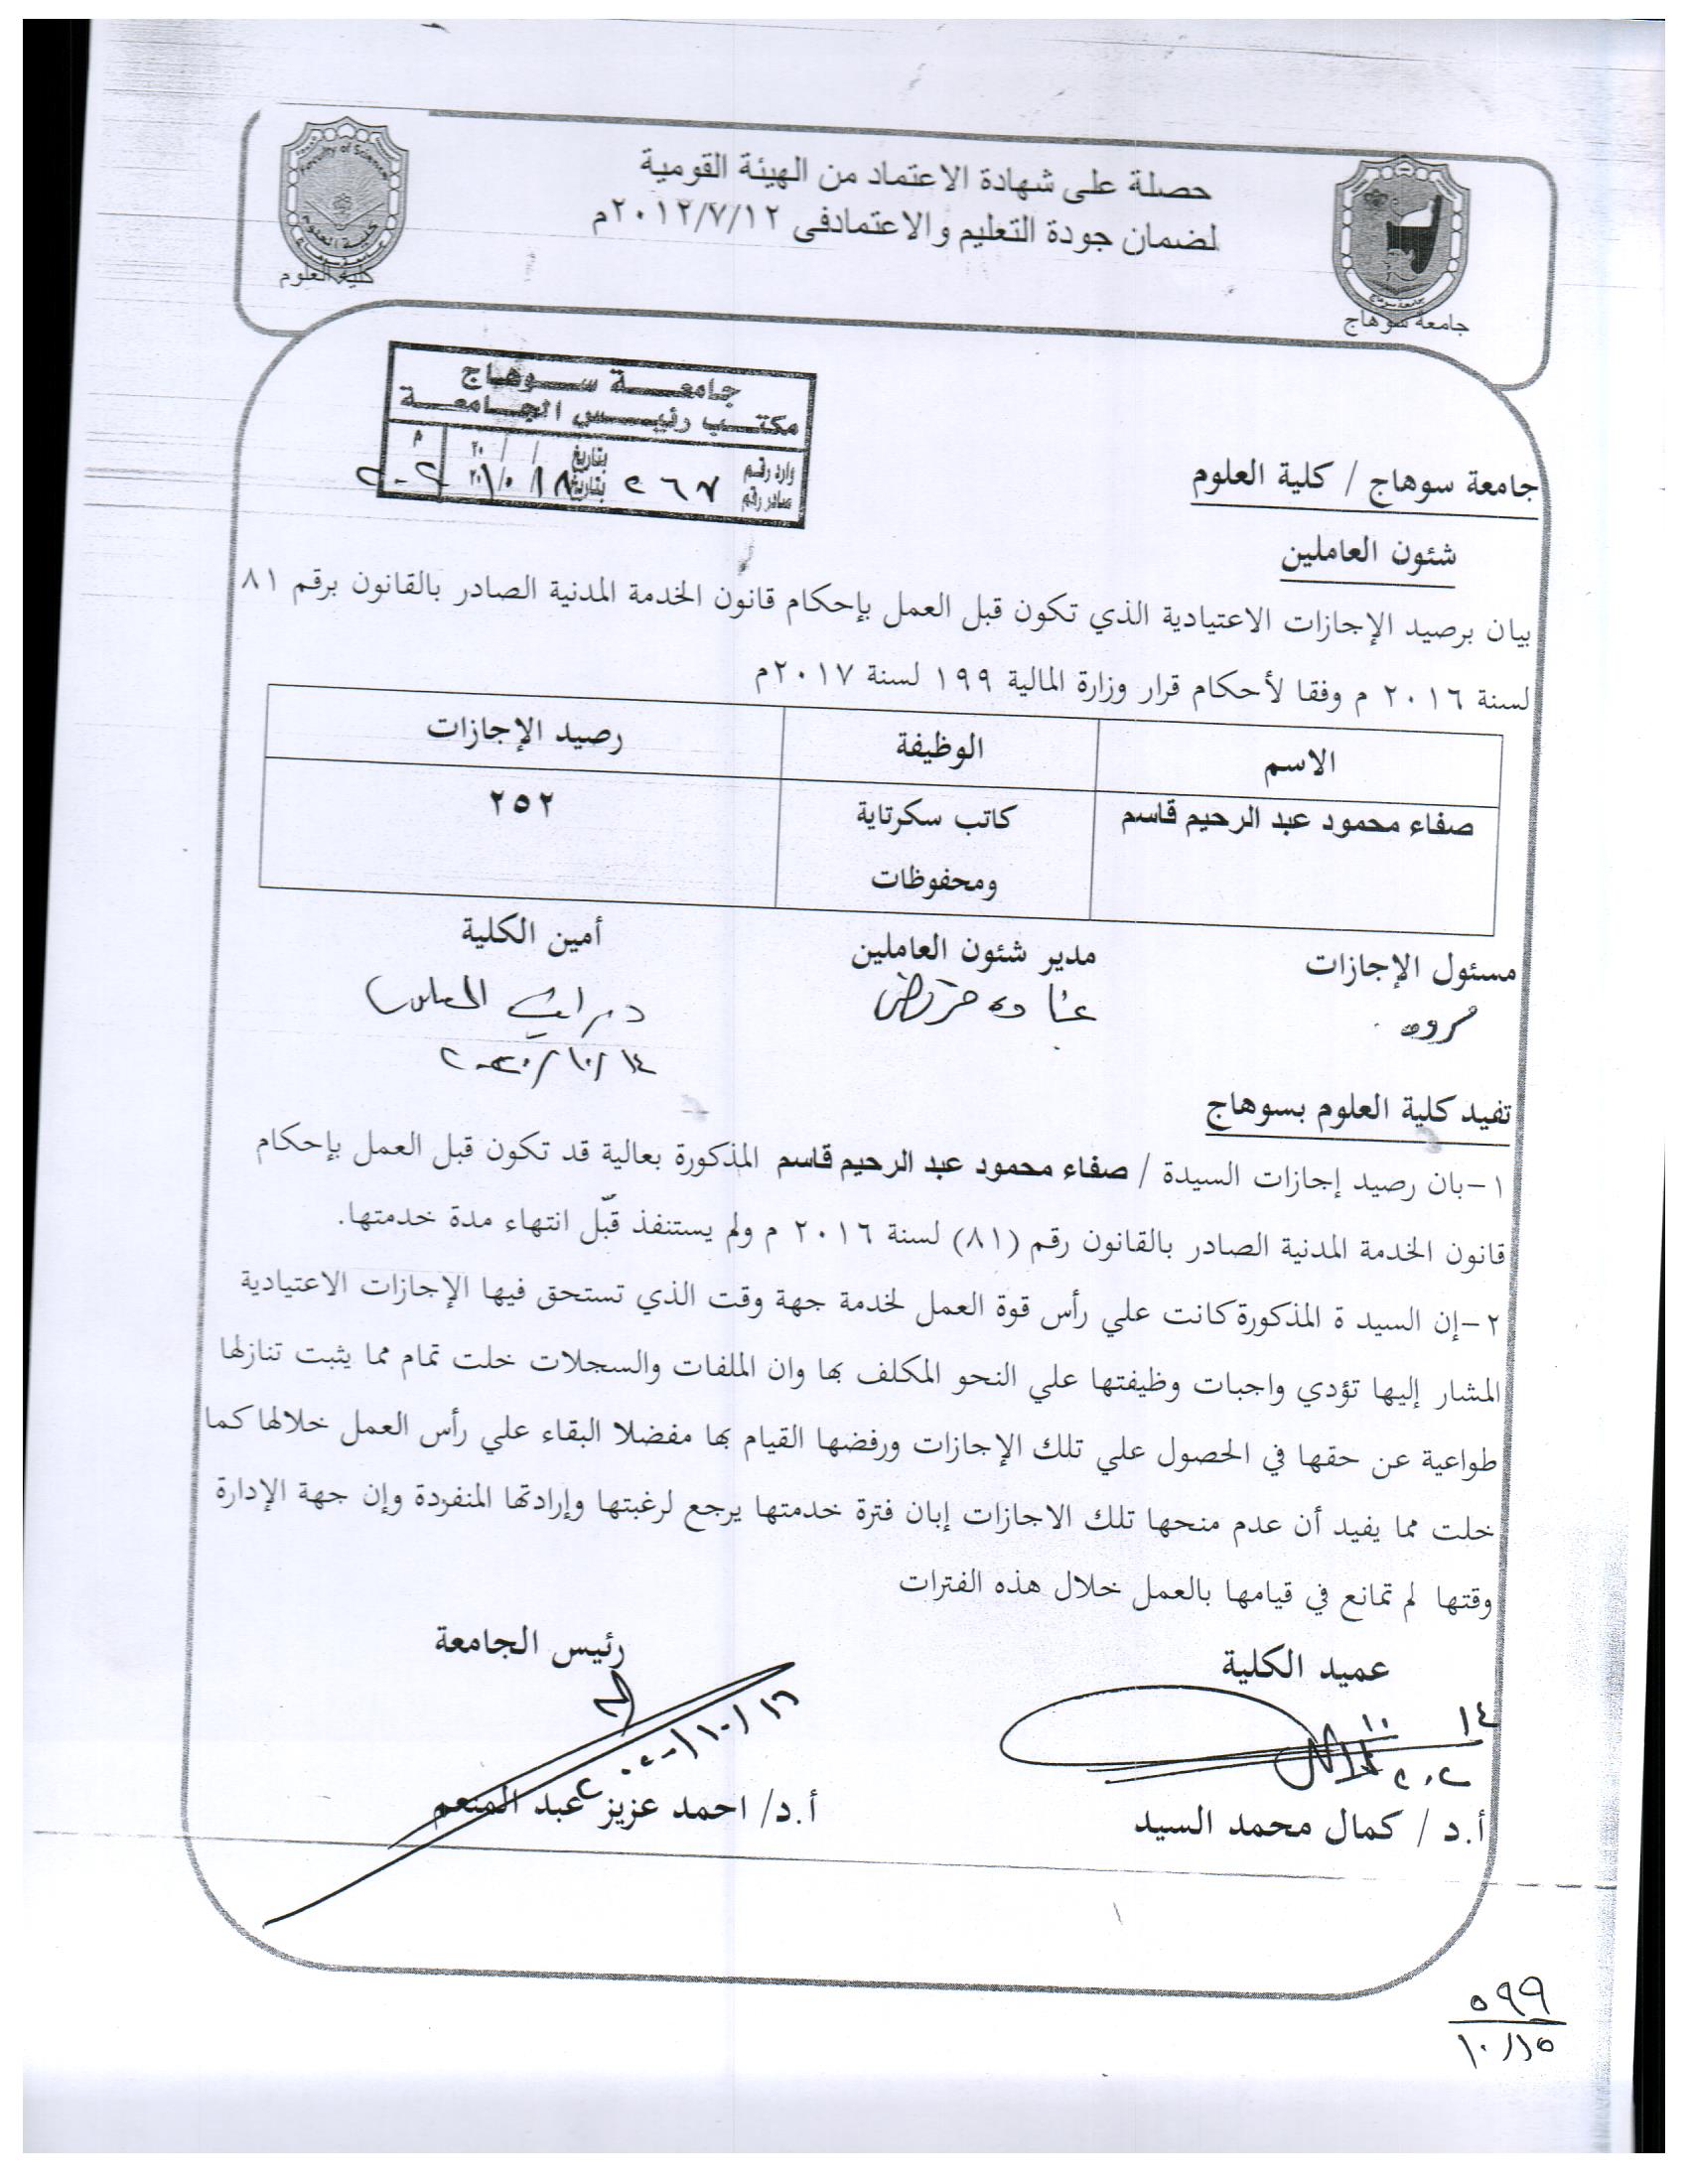 حصلة على شهادة الاعتماد من الهيئة القومية
لضمان جودة التعليم والاعتمادفى ٢٠١٢/٧/١٢م
Faculty of Science
كلية العلوم
كلية العلوم
جامعة سوهاج
جامعة سوهاج
جامعة سوهاج
مكتب رئيس الجامعة
وارد رقم بتاريخ / / ٢٠ م
صادر رقم ٢٦٧ بتاريخ
جامعة سوهاج / كلية العلوم
شئون العاملين
بيان برصيد الإجازات الاعتيادية الذي تكون قبل العمل بإحكام قانون الخدمة المدنية الصادر بالقانون برقم ٨١
لسنة ٢٠١٦ م وفقا لأحكام قرار وزارة المالية ١٩٩ لسنة ٢٠١٧م
الاسم الوظيفة رصيد الإجازات
صفاء محمود عبد الرحيم قاسم كاتب سكرتاية ٢٥٢
ومحفوظات
مسئول الإجازات مدير شئون العاملين أمين الكلية
مروه
٢٠٢٠/١٠/١٤
تفيد كلية العلوم بسوهاج
١-بان رصيد إجازات السيدة / صفاء محمود عبد الرحيم قاسم المذكورة بعالية قد تكون قبل العمل بإحكام
قانون الخدمة المدنية الصادر بالقانون رقم (٨١) لسنة ٢٠١٦ م ولم يستنفذ قبّل انتهاء مدة خدمتها.
٢-إن السيد ة المذكورة كانت علي رأس قوة العمل لخدمة جهة وقت الذي تستحق فيها الإجازات الاعتيادية
المشار إليها تؤدي واجبات وظيفتها علي النحو المكلف بها وان الملفات والسجلات خلت تمام مما يثبت تنازلها
طواعية عن حقها في الحصول علي تلك الإجازات ورفضها القيام بها مفضلا البقاء علي رأس العمل خلالها كما
خلت مما يفيد أن عدم منحها تلك الاجازات إبان فترة خدمتها يرجع لرغبتها وإرادتها المنفردة وإن جهة الإدارة
وقتها لم تمانع في قيامها بالعمل خلال هذه الفترات
عميد الكلية رئيس الجامعة
١٤ ١٠ ٢٠٢٠
٢٠٢٠/١٠/١٦
أ.د / كمال محمد السيد أ.د/ احمد عزيز عبد المنعم
٥٩٩
١٠/١٥